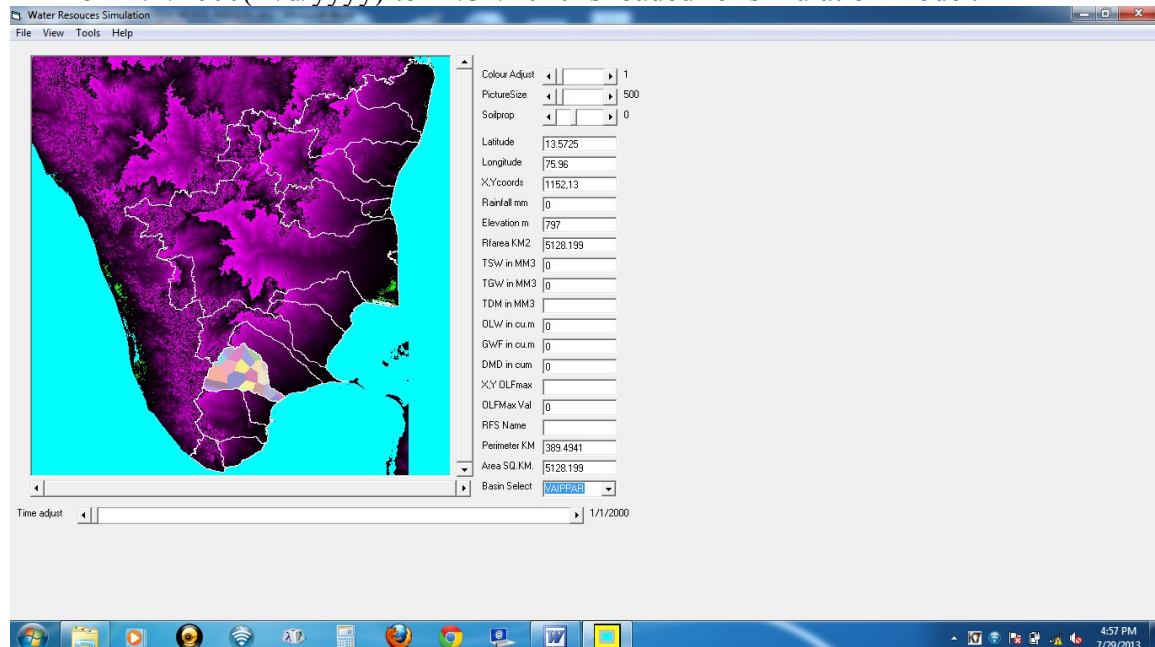 Water Resouces Simulation
File View Tools Help
Colour Adjust 1
PictureSize 500
Soilprop 0
Latitude 13.5725
Longitude 75.96
X,Ycoords 1152,13
Rainfall mm 0
Elevation m 797
Rfarea KM2 5128.199
TSW in MM3 0
TGW in MM3 0
TDM in MM3
OLW in cu.m 0
GWF in cu.m 0
DMD in cum 0
X,Y OLFmax
OLFMax Val 0
RFS Name
Perimeter KM 389.4941
Area SQ.KM. 5128.199
Basin Select VAIPPAR
Time adjust 1/1/2000
4:57 PM
7/29/2013